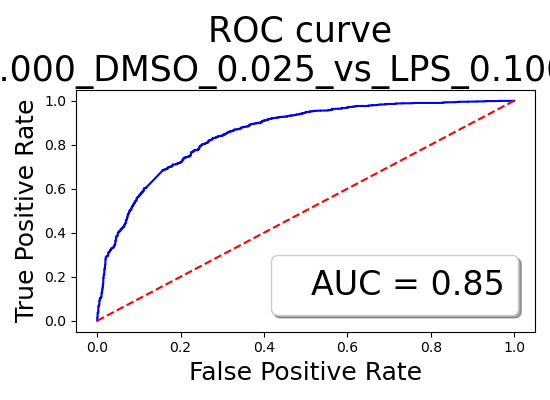 ROC curve
.000_DMSO_0.025_vs_LPS_0.100
True Positive Rate
1.0
0.8
0.6
0.4
0.2
0.0
AUC = 0.85
0.0 0.2 0.4 0.6 0.8 1.0
False Positive Rate